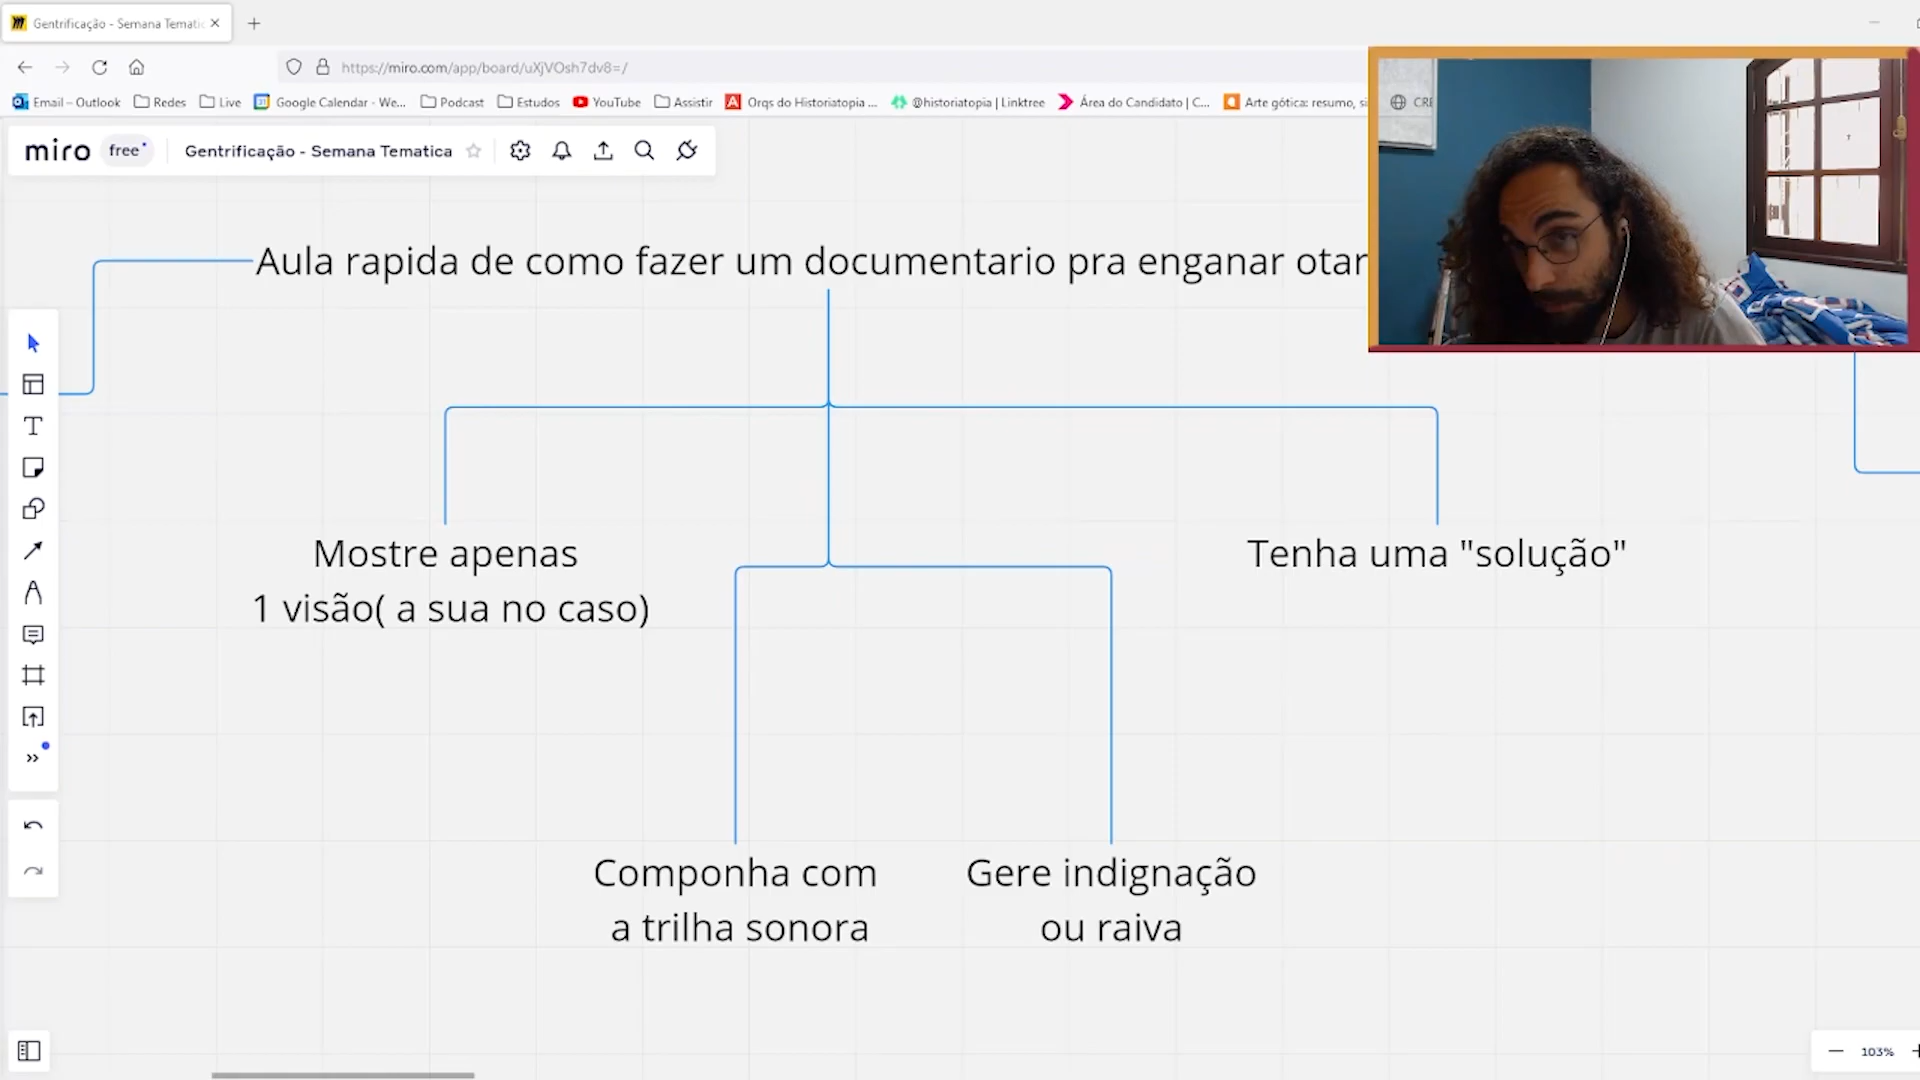 Gentrificação - Semana Tematic
https://miro.com/app/board/uXjVOsh7dv8=/
Email – Outlook
Redes
Live
Google Calendar - We...
Podcast
Estudos
YouTube
Assistir
Orqs do Historiatopia ...
@historiatopia | Linktree
Área do Candidato | C...
Arte gótica: resumo, si
miro free
Gentrificação - Semana Tematica
Aula rapida de como fazer um documentario pra enganar otar
Mostre apenas
1 visão( a sua no caso)
Tenha uma "solução"
Componha com
a trilha sonora
Gere indignação
ou raiva
103%